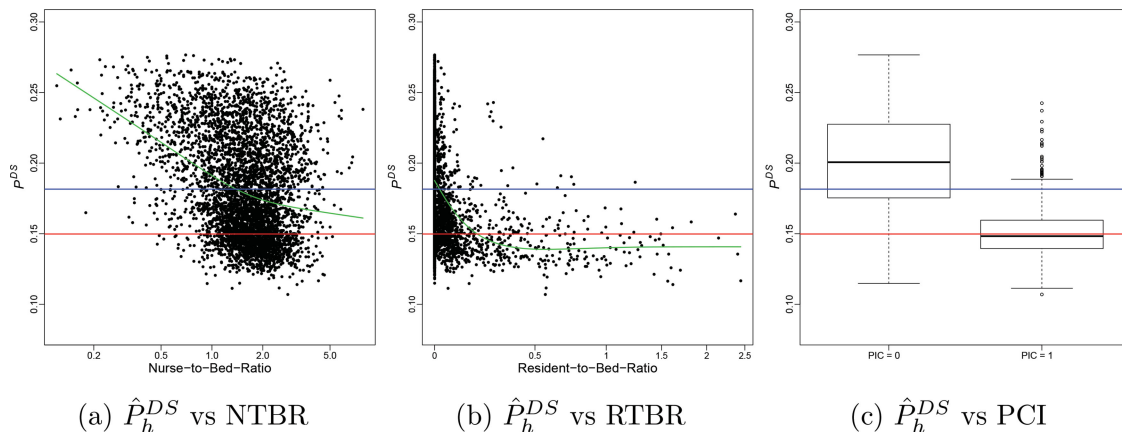 0.30
0.25
0.20
0.15
0.10
P^DS
0.2 0.5 1.0 2.0 5.0
Nurse−to−Bed−Ratio
0.30
0.25
0.20
0.15
0.10
P^DS
0 0.5 1 1.5 2 2.5
Resident−to−Bed−Ratio
0.30
0.25
0.20
0.15
0.10
P^DS
PIC = 0 PIC = 1
(a) P̂_h^DS vs NTBR
(b) P̂_h^DS vs RTBR
(c) P̂_h^DS vs PCI